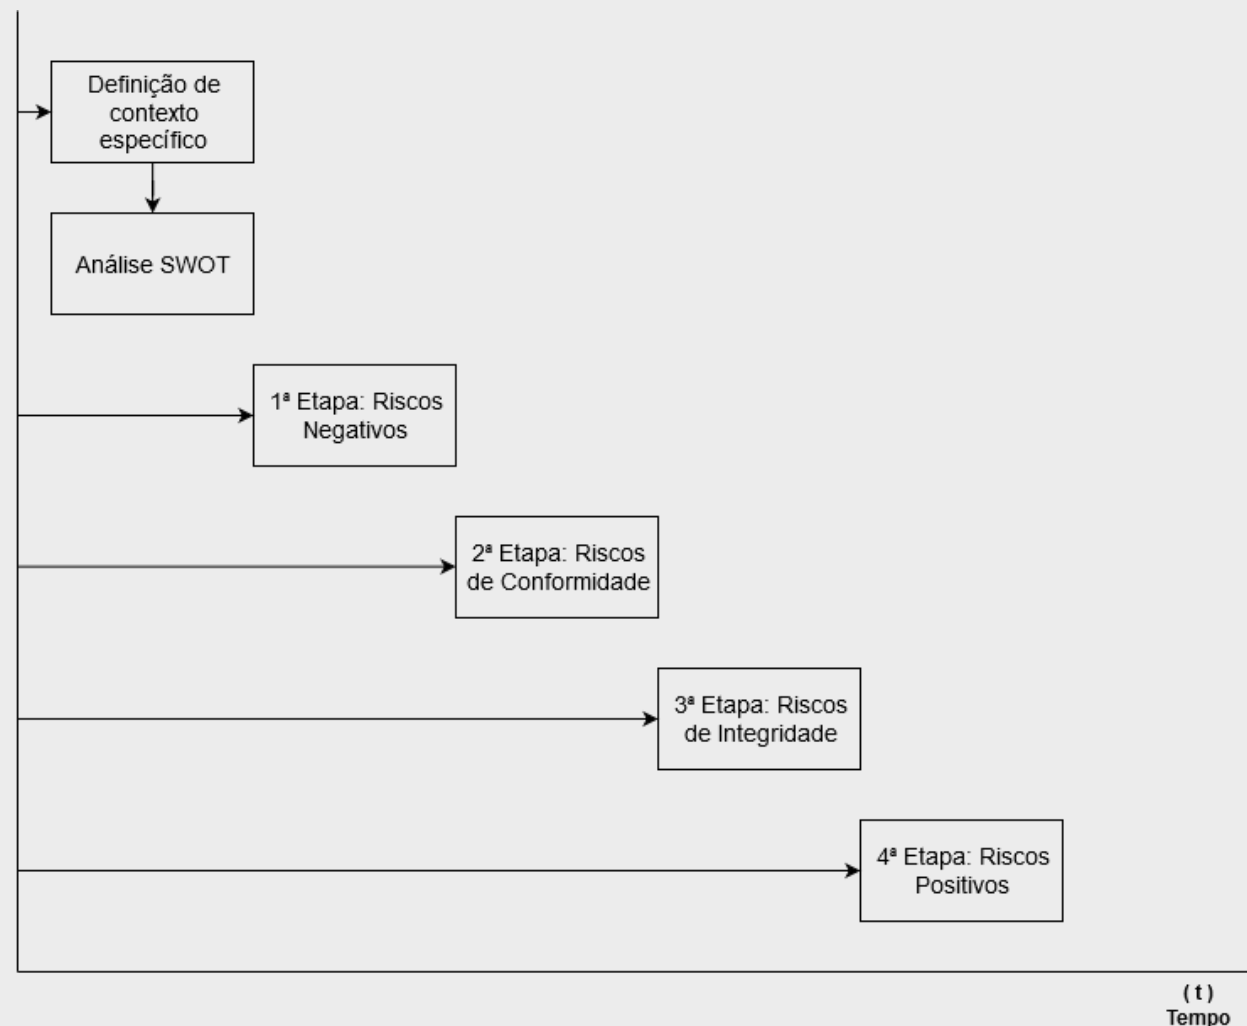 Definição de
contexto
específico
Análise SWOT
1ª Etapa: Riscos
Negativos
2ª Etapa: Riscos
de Conformidade
3ª Etapa: Riscos
de Integridade
4ª Etapa: Riscos
Positivos
( t )
Tempo